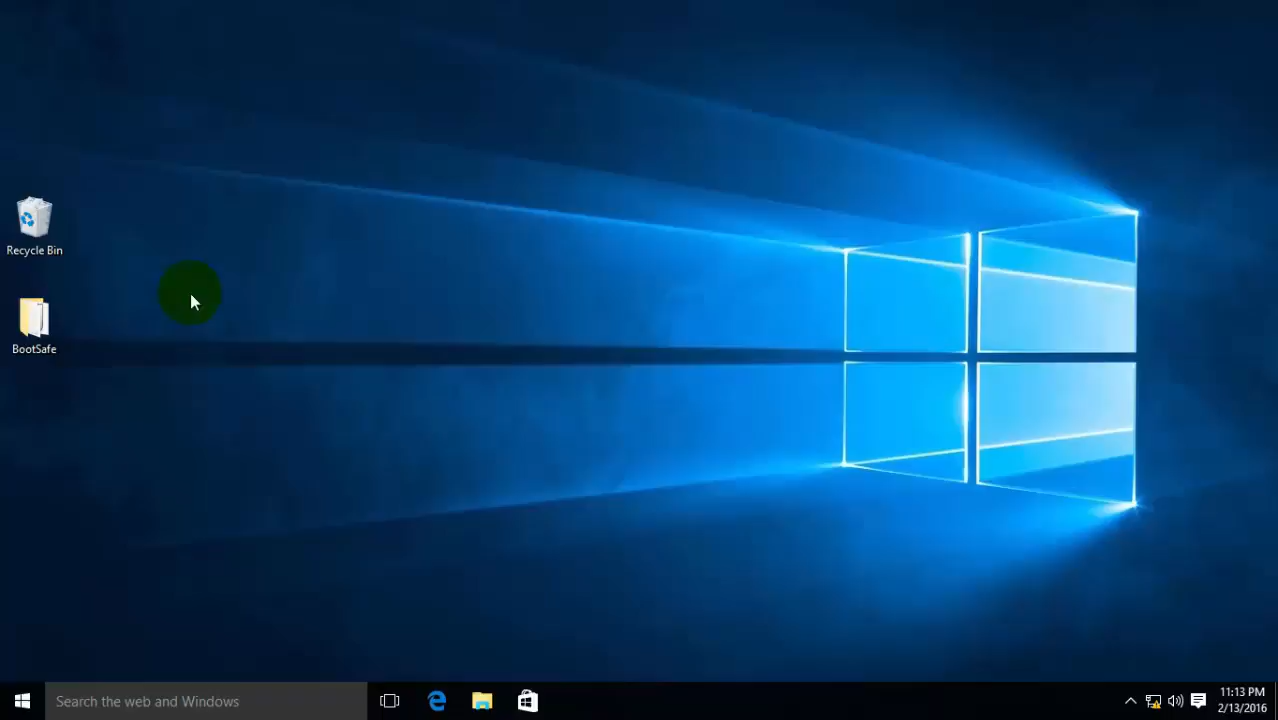 Recycle Bin
BootSafe
Search the web and Windows
11:13 PM
2/13/2016